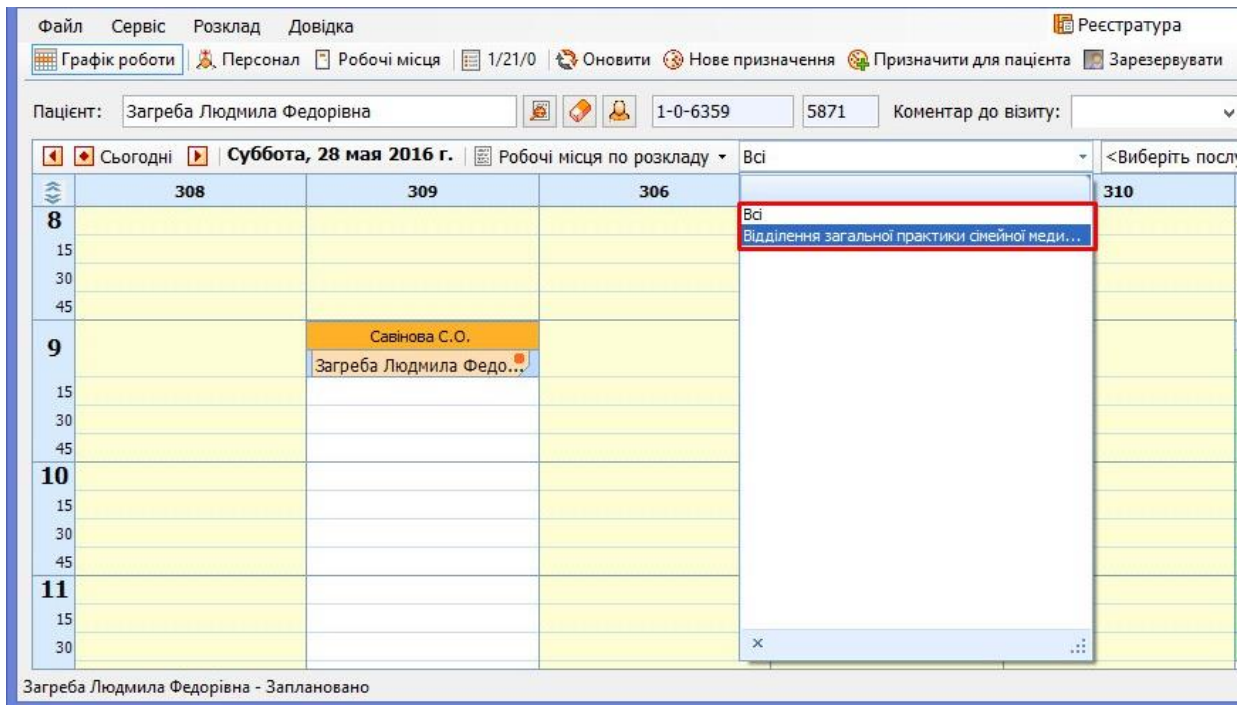 Файл Сервіс Розклад Довідка Реєстратура
Графік роботи Персонал Робочі місця 1/21/0 Оновити Нове призначення Призначити для пацієнта Зарезервувати
Пацієнт: Загреба Людмила Федорівна 1-0-6359 5871 Коментар до візиту:
Сьогодні Суббота, 28 мая 2016 г. Робочі місця по розкладу Всі <Виберіть послу
308 309 306 310
Всі
8
Відділення загальної практики сімейної меди...
15
30
45
Савінова С.О.
9
Загреба Людмила Федо...
15
30
45
10
15
30
45
11
15
30
Загреба Людмила Федорівна - Заплановано